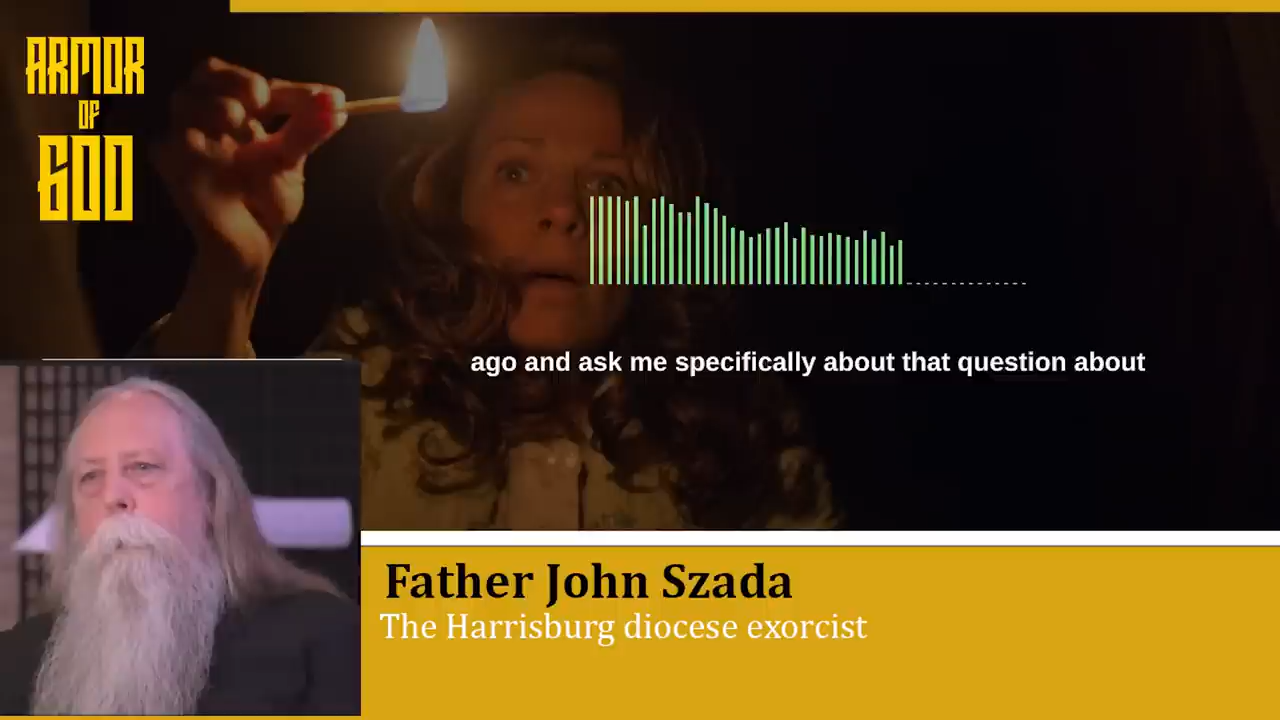 ARMOR
OF
GOD
ago and ask me specifically about that question about
Father John Szada
The Harrisburg diocese exorcist